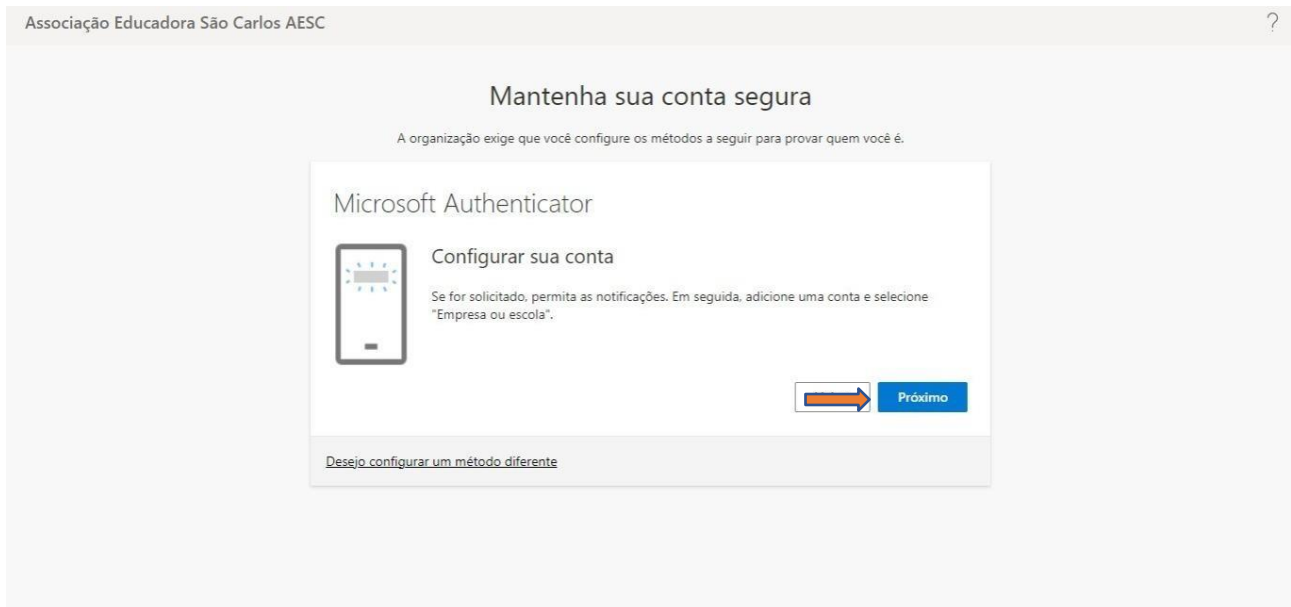 Associação Educadora São Carlos AESC
?
Mantenha sua conta segura
A organização exige que você configure os métodos a seguir para provar quem você é.
Microsoft Authenticator
Configurar sua conta
Se for solicitado, permita as notificações. Em seguida, adicione uma conta e selecione
"Empresa ou escola".
Próximo
Desejo configurar um método diferente